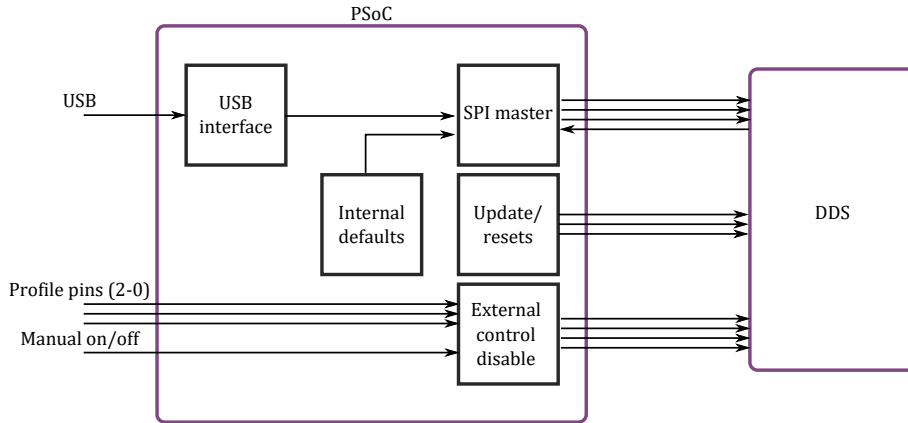 PSoC
USB
USB
interface
SPI master
Internal
defaults
Update/
resets
DDS
Profile pins (2-0)
Manual on/off
External
control
disable